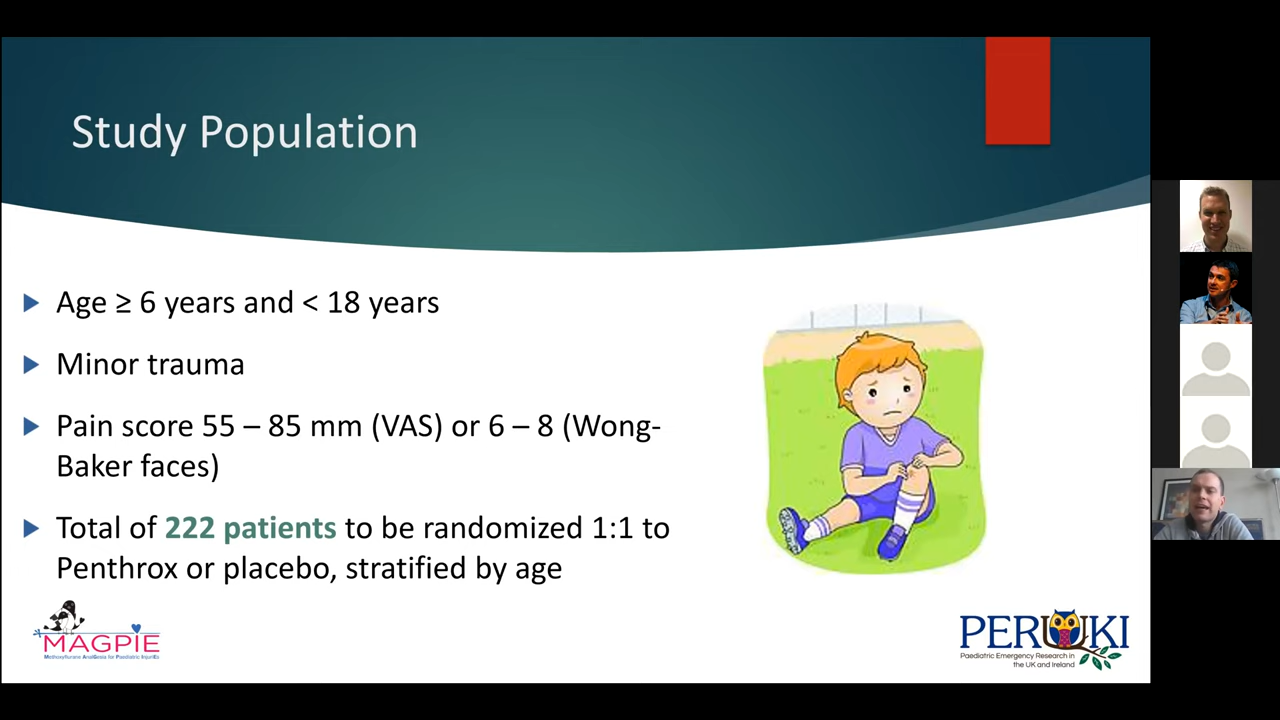 Study Population
Age ≥ 6 years and < 18 years
Minor trauma
Pain score 55 – 85 mm (VAS) or 6 – 8 (Wong-
Baker faces)
Total of 222 patients to be randomized 1:1 to
Penthrox or placebo, stratified by age
MAGPIE
Methoxyflurane AnalGesia for Paediatric InjuriEs
PERUKI
Paediatric Emergency Research in
the UK and Ireland